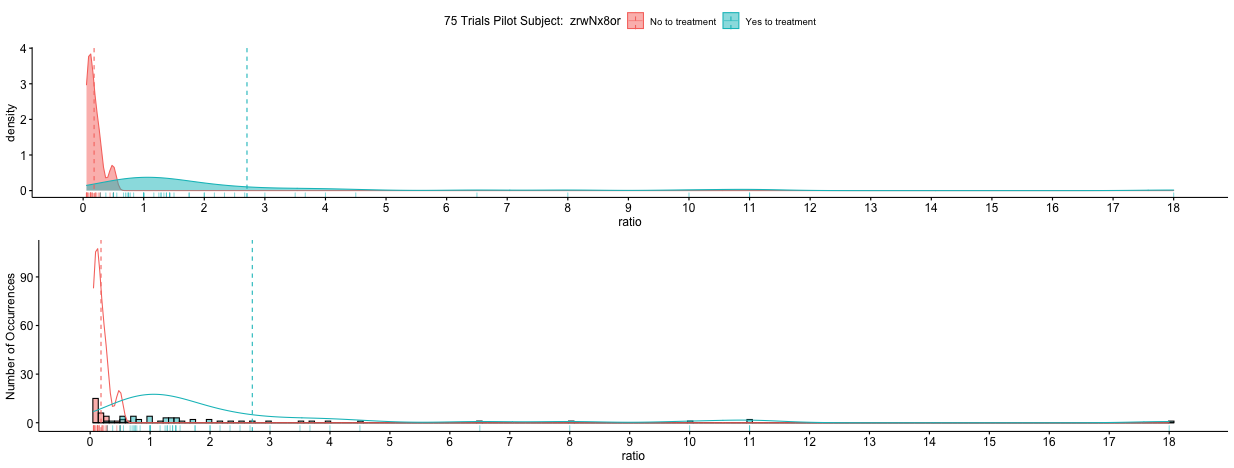 75 Trials Pilot Subject: zrwNx8or No to treatment Yes to treatment
density
4
3
2
1
0
0 1 2 3 4 5 6 7 8 9 10 11 12 13 14 15 16 17 18
ratio
Number of Occurrences
90
60
30
0
0 1 2 3 4 5 6 7 8 9 10 11 12 13 14 15 16 17 18
ratio